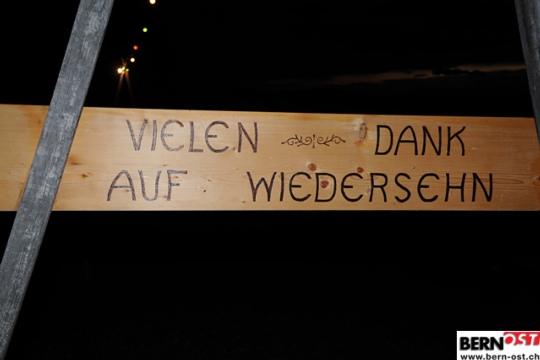 VIELEN DANK
AUF WIEDERSEHN
BERNOST
www.bern-ost.ch